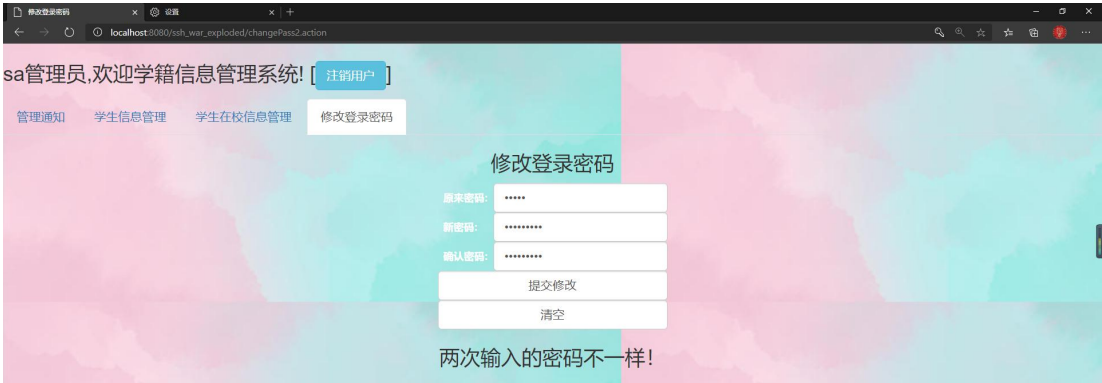 修改登录密码 设置
localhost:8080/ssh_war_exploded/changePass2.action
sa管理员,欢迎学籍信息管理系统! [ 注销用户 ]
管理通知 学生信息管理 学生在校信息管理 修改登录密码
修改登录密码
原来密码: •••••
新密码: •••••••••
确认密码: •••••••••
提交修改
清空
两次输入的密码不一样!